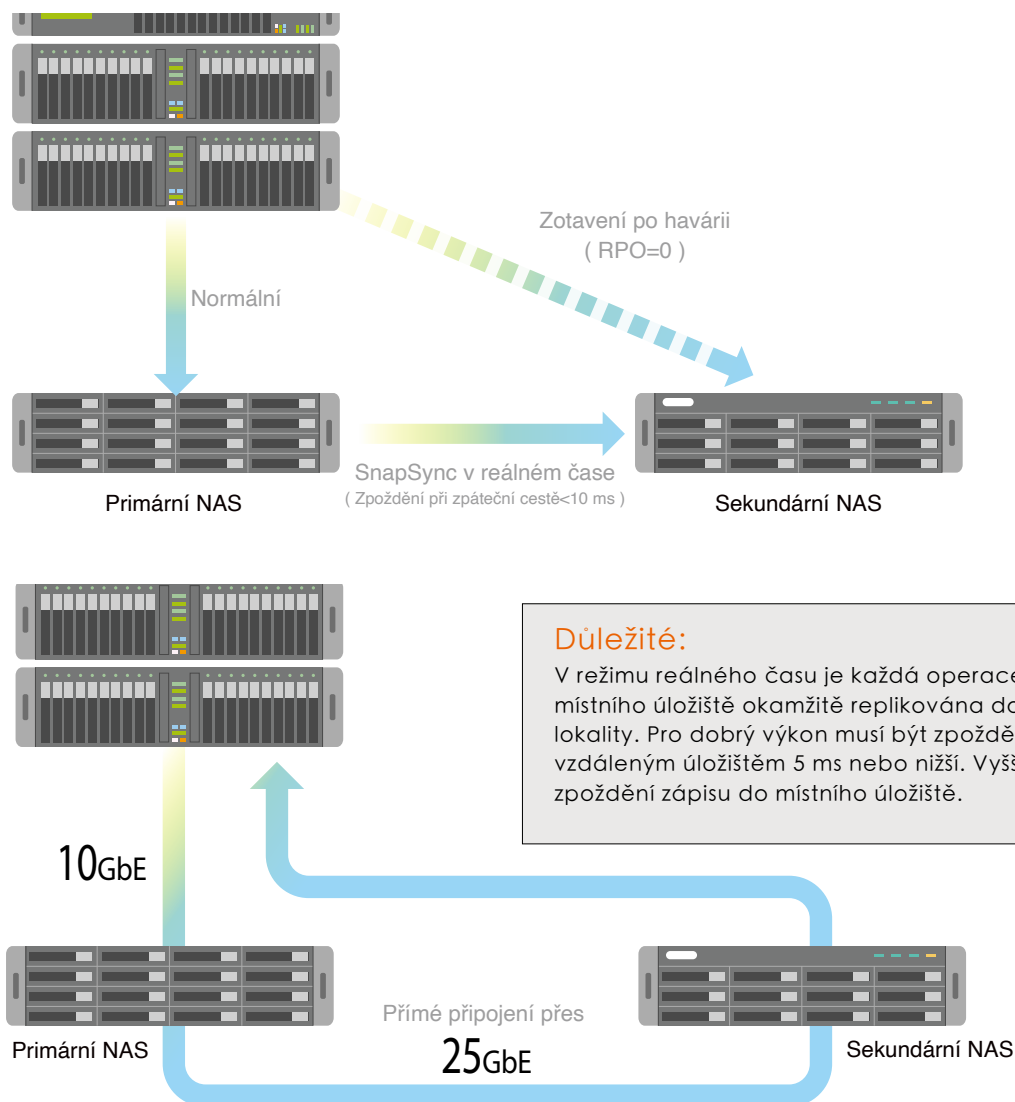 Zotavení po havárii
( RPO=0 )
Normální
SnapSync v reálném čase
( Zpoždění při zpáteční cestě<10 ms )
Primární NAS
Sekundární NAS
Důležité:
V režimu reálného času je každá operace
místního úložiště okamžitě replikována do
lokality. Pro dobrý výkon musí být
vzdáleným úložištěm 5 ms nebo nižší.
zpoždění zápisu do místního úložiště.
10GbE
Přímé připojení přes
25GbE
Primární NAS
Sekundární NAS